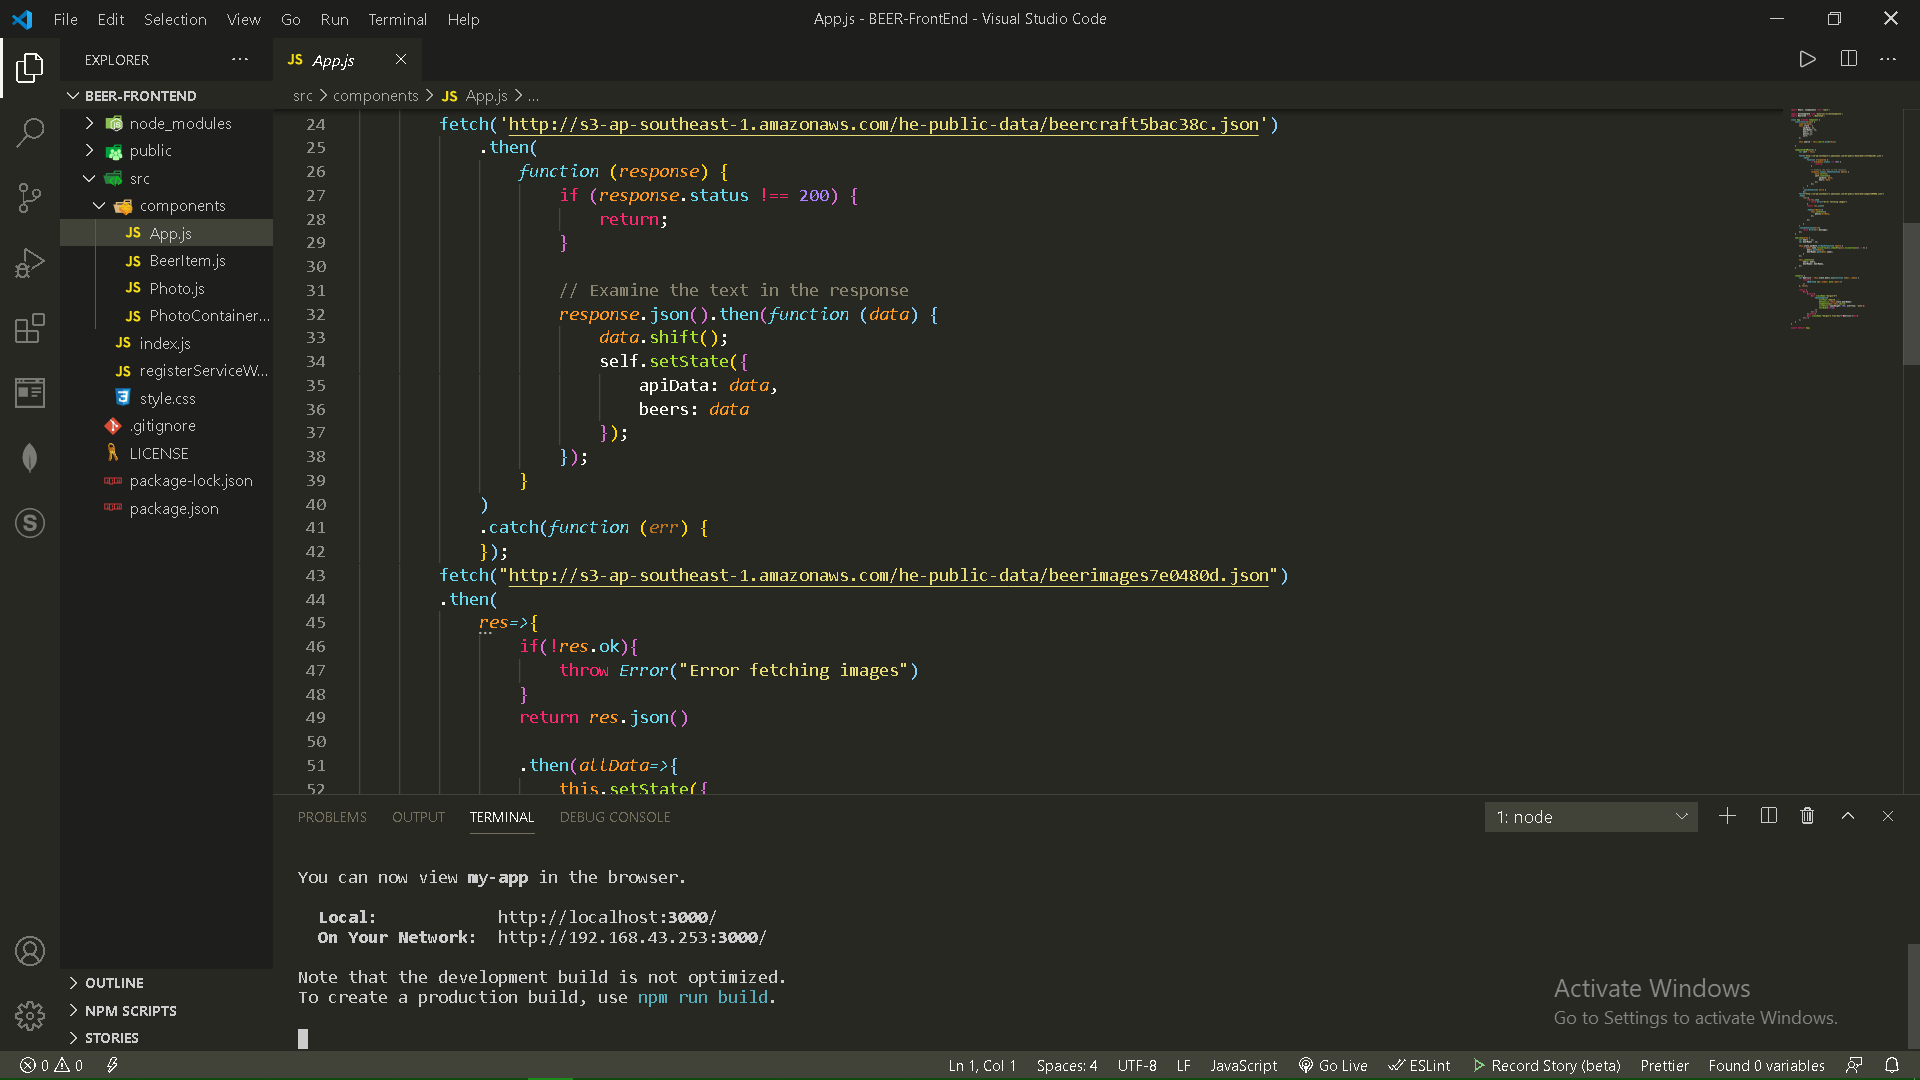 File Edit Selection View Go Run Terminal Help
App.js - BEER-FrontEnd - Visual Studio Code
EXPLORER
JS App.js
BEER-FRONTEND
src > components > JS App.js > ...
node_modules
public
src
components
JS App.js
JS BeerItem.js
JS Photo.js
JS PhotoContainer...
JS index.js
JS registerServiceW...
style.css
.gitignore
LICENSE
package-lock.json
package.json
OUTLINE
NPM SCRIPTS
STORIES
24 fetch('http://s3-ap-southeast-1.amazonaws.com/he-public-data/beercraft5bac38c.json')
25 .then(
26 function (response) {
27 if (response.status !== 200) {
28 return;
29 }
30
31 // Examine the text in the response
32 response.json().then(function (data) {
33 data.shift();
34 self.setState({
35 apiData: data,
36 beers: data
37 });
38 });
39 }
40 )
41 .catch(function (err) {
42 });
43 fetch("http://s3-ap-southeast-1.amazonaws.com/he-public-data/beerimages7e0480d.json")
44 .then(
45 res=>{
46 if(!res.ok){
47 throw Error("Error fetching images")
48 }
49 return res.json()
50
51 .then(allData=>{
52 this.setState({
PROBLEMS OUTPUT TERMINAL DEBUG CONSOLE
1: node
You can now view my-app in the browser.
Local: http://localhost:3000/
On Your Network: http://192.168.43.253:3000/
Note that the development build is not optimized.
To create a production build, use npm run build.
Activate Windows
Go to Settings to activate Windows.
0 0
Ln 1, Col 1 Spaces: 4 UTF-8 LF JavaScript Go Live ESLint Record Story (beta) Prettier Found 0 variables